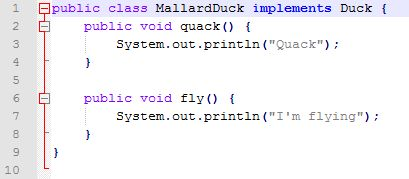 1 public class MallardDuck implements Duck {
2 public void quack() {
3 System.out.println("Quack");
4 }
5
6 public void fly() {
7 System.out.println("I'm flying");
8 }
9 }
10